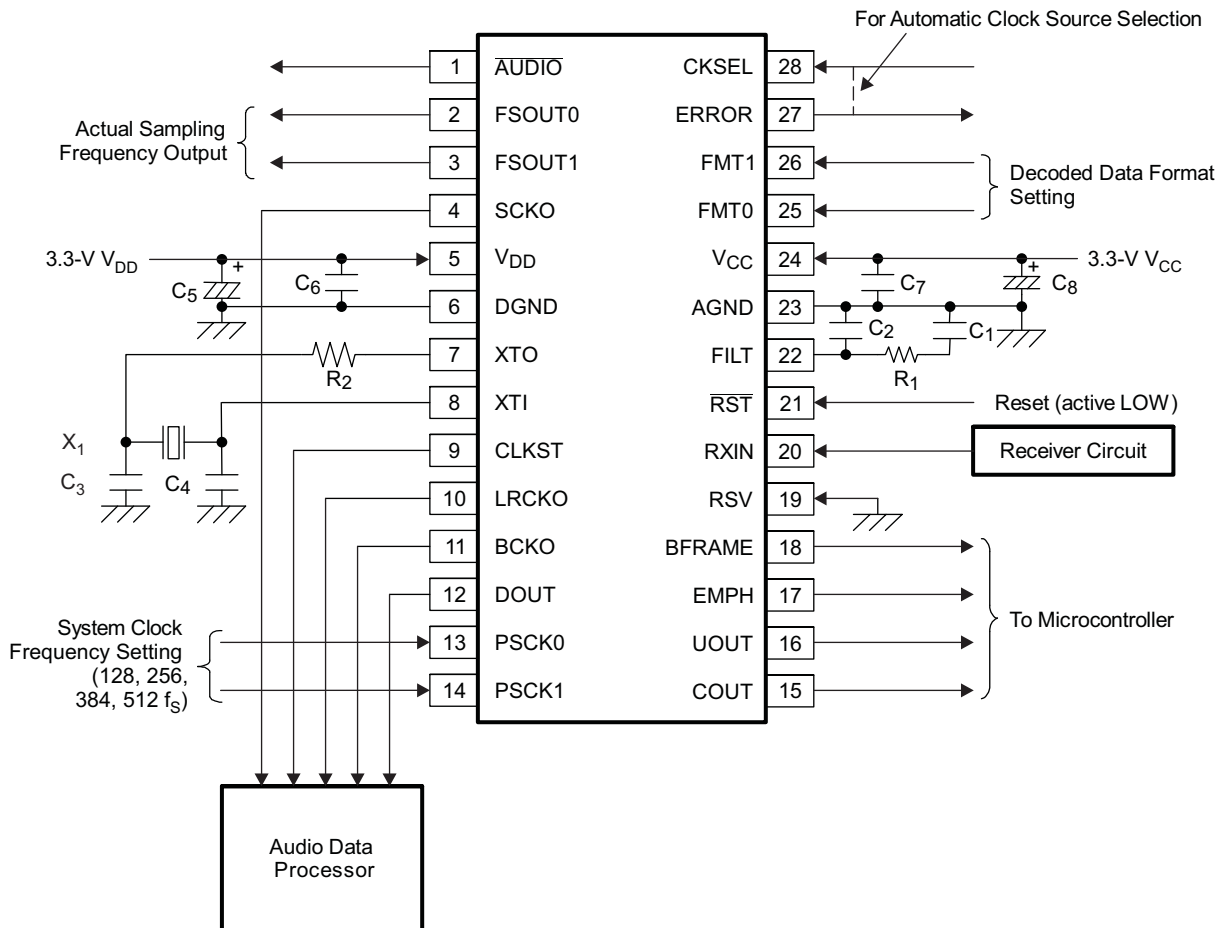 For Automatic Clock Source Selection
1 AUDIO
CKSEL 28
2 FSOUT0
ERROR 27
Actual Sampling
Frequency Output
3 FSOUT1
FMT1 26
Decoded Data Format
Setting
4 SCKO
FMT0 25
3.3-V VDD
5 VDD
VCC 24
3.3-V VCC
C5
+
C6
C7
+
C8
6 DGND
AGND 23
C2
C1
7 XTO
FILT 22
R2
R1
8 XTI
RST 21
Reset (active LOW)
X1
9 CLKST
RXIN 20
Receiver Circuit
C3
C4
10 LRCKO
RSV 19
11 BCKO
BFRAME 18
12 DOUT
EMPH 17
To Microcontroller
System Clock
Frequency Setting
(128, 256,
384, 512 fS)
13 PSCK0
UOUT 16
14 PSCK1
COUT 15
Audio Data
Processor